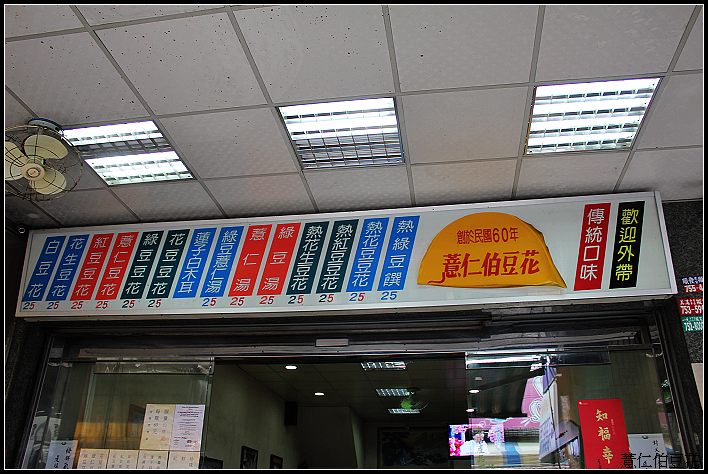 白豆花 25
花生豆花 25
紅豆豆花 25
薏仁豆花 25
綠豆豆花 25
花豆豆花 25
蓮子白木耳 25
綠豆薏仁湯 25
薏仁湯 25
綠豆湯 25
熱花生豆花 25
熱紅豆豆花 25
熱花豆豆花 25
熱綠豆饌 25
創於民國60年
薏仁伯豆花
傳統口味
歡迎外帶
知福幸
薏仁伯豆花